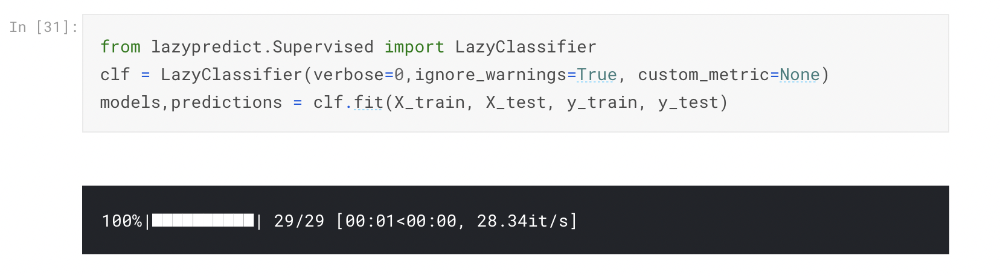 In [31]:
from lazypredict.Supervised import LazyClassifier
clf = LazyClassifier(verbose=0,ignore_warnings=True, custom_metric=None)
models,predictions = clf.fit(X_train, X_test, y_train, y_test)
100%|██████████| 29/29 [00:01<00:00, 28.34it/s]